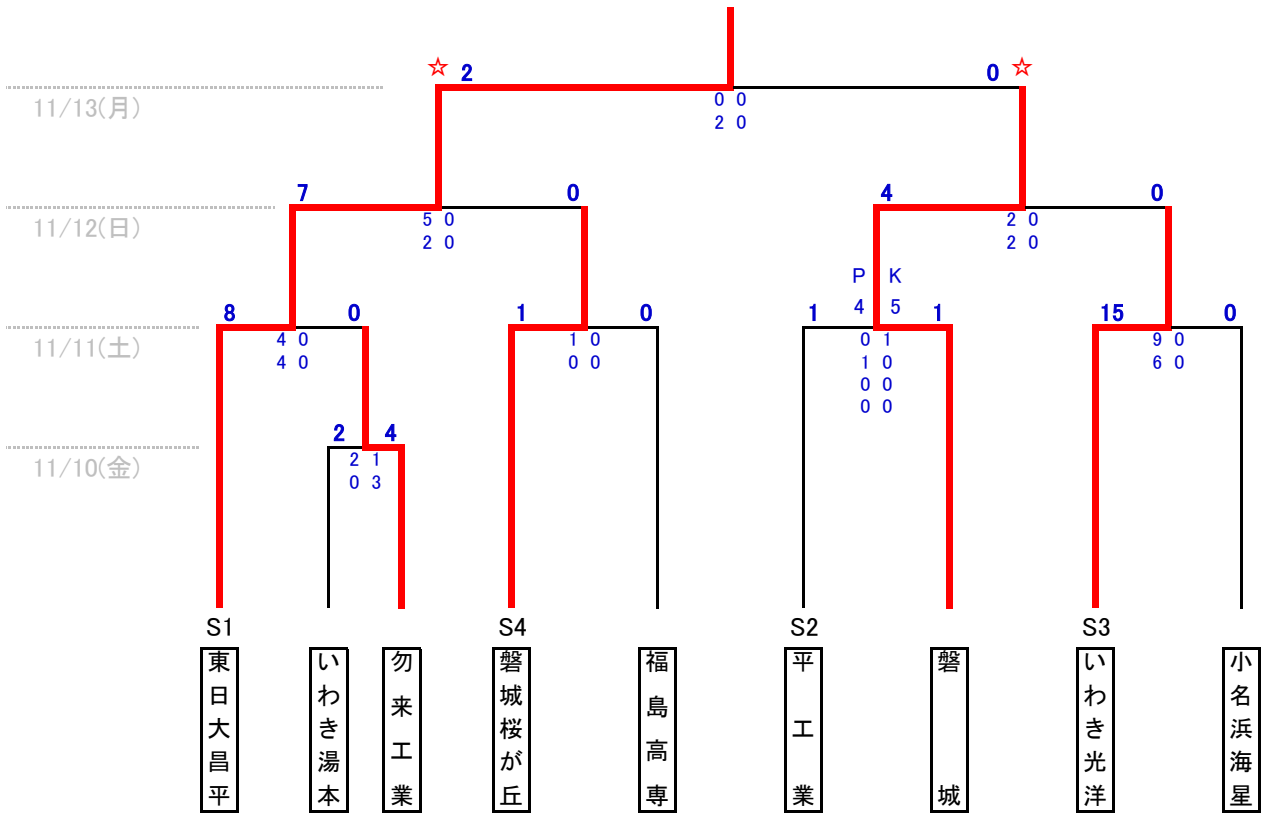 ☆ 2 0 ☆
11/13(月)
0 0
2 0
7 0 4 0
11/12(日)
5 0 2 0
2 0 2 0
P K
4 5
8 0 1 0 1 1 15 0
11/11(土)
4 0 1 0 0 1 9 0
4 0 0 0 1 0 6 0
0 0
0 0
2 4
11/10(金)
2 1
0 3
S1 S4 S2 S3
東日大昌平
いわき湯本
勿来工業
磐城桜が丘
福島高専
平工業
磐城
いわき光洋
小名浜海星